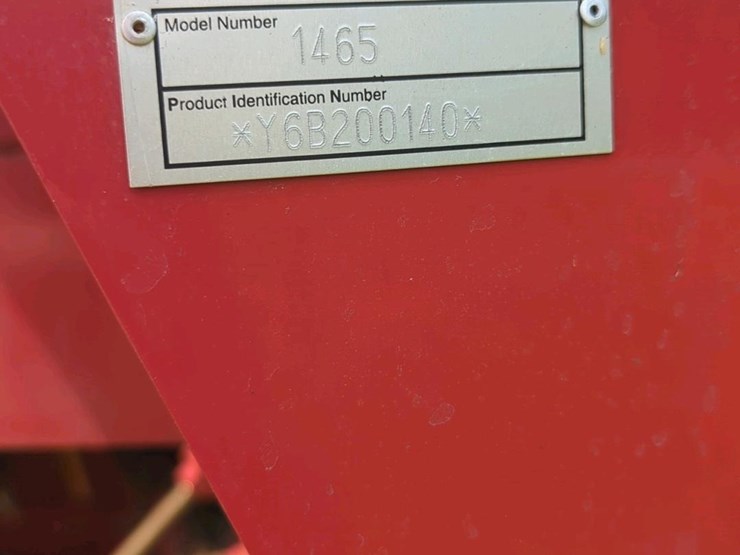 Model Number
1465
Product Identification Number
*Y6B200140*